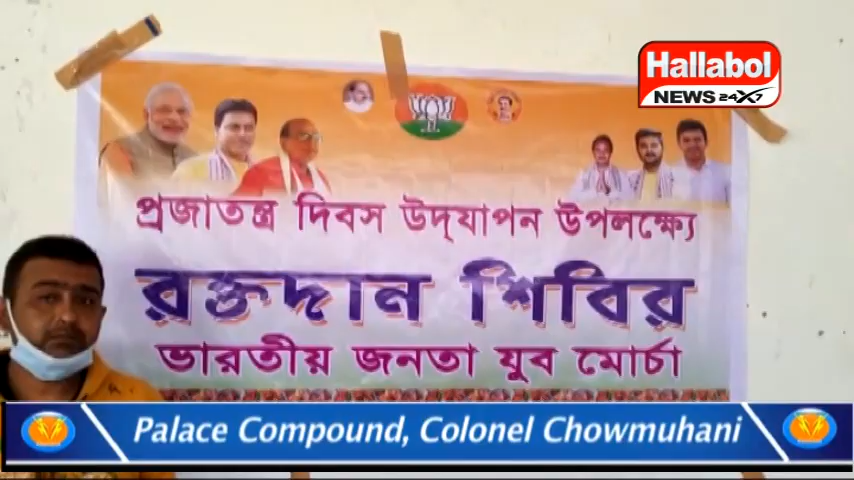 Hallabol
NEWS 24X7
প্রজাতন্ত্র দিবস উদ্‌যাপন উপলক্ষ্যে
রক্তদান শিবির
ভারতীয় জনতা যুব মোর্চা
Palace Compound, Colonel Chowmuhani